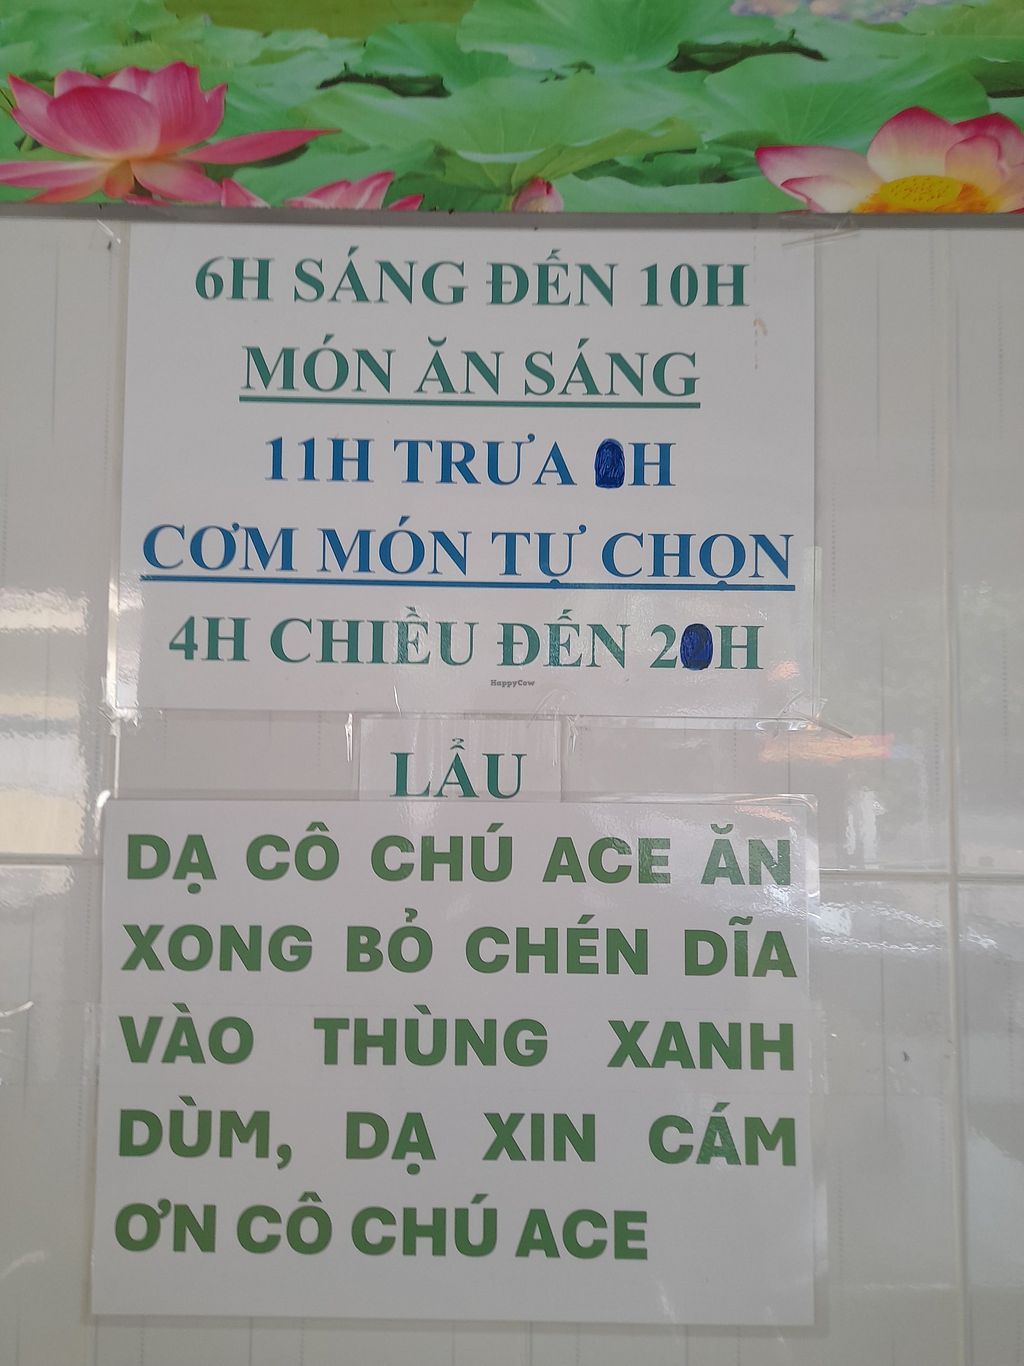 6H SÁNG ĐẾN 10H
MÓN ĂN SÁNG
11H TRƯA H
CƠM MÓN TỰ CHỌN
4H CHIỀU ĐẾN 20H
HappyCow
LẨU
DẠ CÔ CHÚ ACE ĂN
XONG BỎ CHÉN DĨA
VÀO THÙNG XANH
DÙM, DẠ XIN CÁM
ƠN CÔ CHÚ ACE